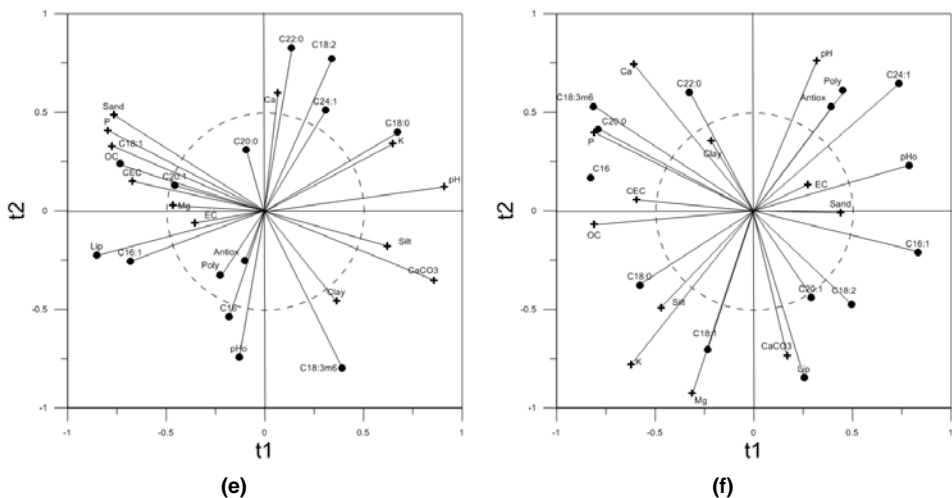 1
C22:0
C18:2
Ca
C24:1
0.5
Sand
P
C18:1
OC
CEC
C20:1
Mg
EC
C20:0
C18:0
K
pH
t2
0
Lip
C16:1
Antiox
Poly
C16
pHo
Silt
CaCO3
Clay
C18:3m6
-0.5
-1
-1 -0.5 0 0.5 1
t1
(e)
1
Ca
C22:0
C18:3m6
C20:0
P
Clay
C16
CEC
OC
pH
Poly
Antiox
C24:1
pHo
EC
Sand
C16:1
0.5
t2
0
C18:0
Silt
K
C18:1
Mg
C20:1
C18:2
CaCO3
Lip
-0.5
-1
-1 -0.5 0 0.5 1
t1
(f)